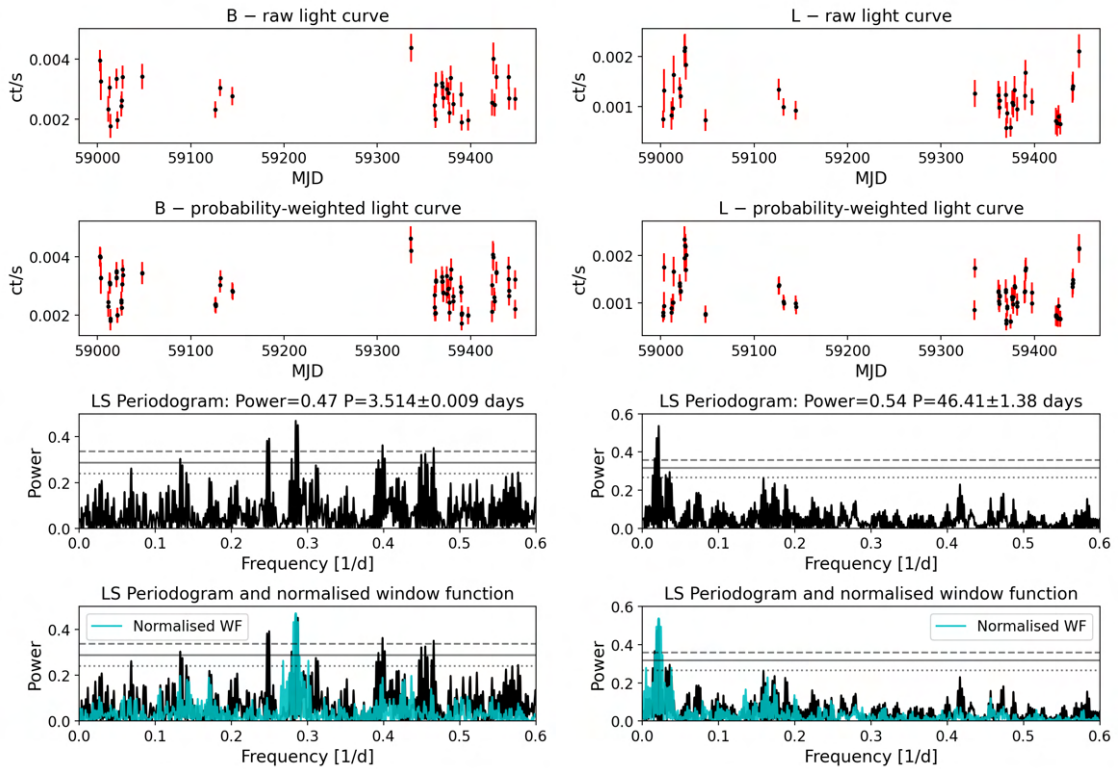 B − raw light curve
ct/s
0.004
0.002
59000 59100 59200 59300 59400
MJD
L − raw light curve
ct/s
0.002
0.001
59000 59100 59200 59300 59400
MJD
B − probability-weighted light curve
ct/s
0.004
0.002
59000 59100 59200 59300 59400
MJD
L − probability-weighted light curve
ct/s
0.002
0.001
59000 59100 59200 59300 59400
MJD
LS Periodogram: Power=0.47 P=3.514±0.009 days
Power
0.4
0.2
0.0
0.0 0.1 0.2 0.3 0.4 0.5 0.6
Frequency [1/d]
LS Periodogram: Power=0.54 P=46.41±1.38 days
Power
0.6
0.4
0.2
0.0
0.0 0.1 0.2 0.3 0.4 0.5 0.6
Frequency [1/d]
LS Periodogram and normalised window function
Normalised WF
Power
0.4
0.2
0.0
0.0 0.1 0.2 0.3 0.4 0.5 0.6
Frequency [1/d]
LS Periodogram and normalised window function
Normalised WF
Power
0.6
0.4
0.2
0.0
0.0 0.1 0.2 0.3 0.4 0.5 0.6
Frequency [1/d]